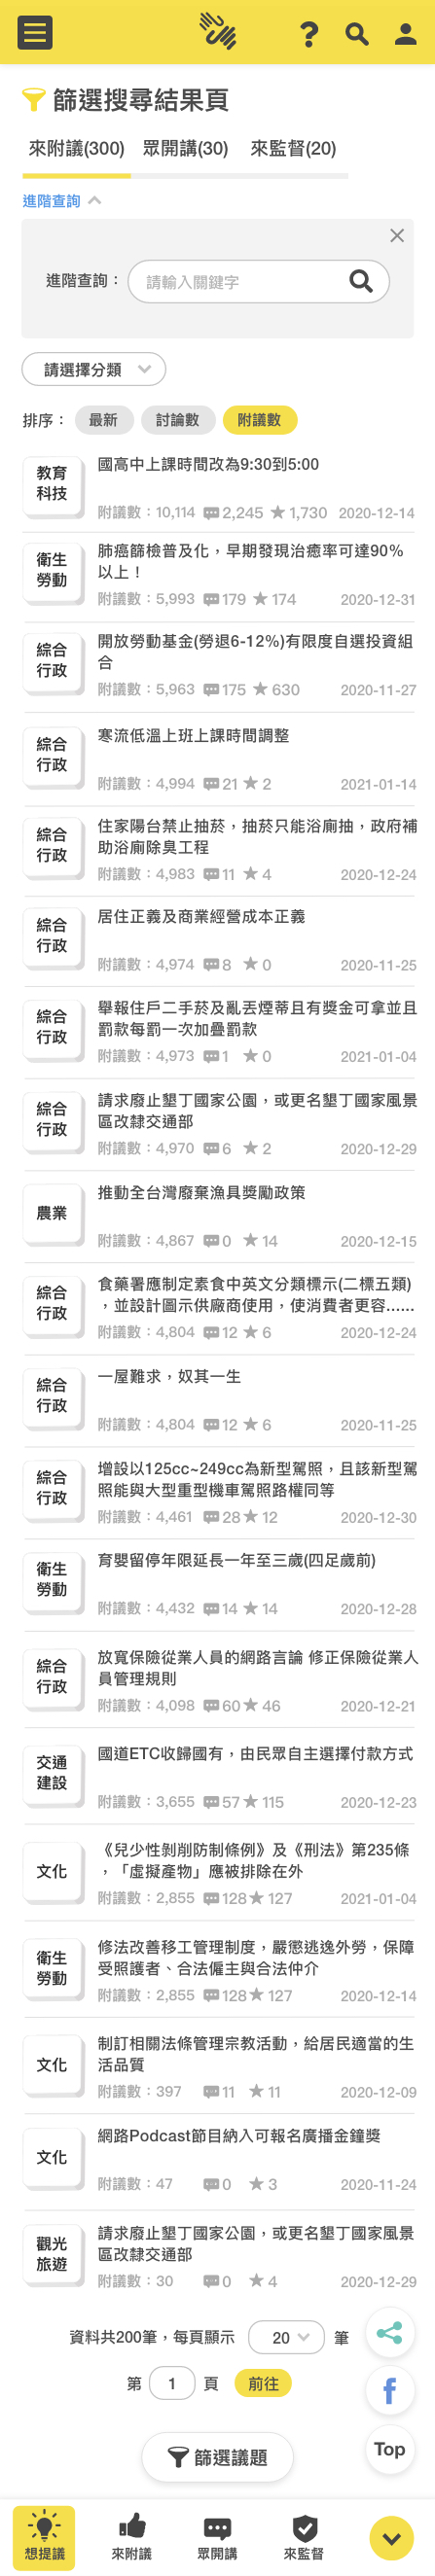 篩選搜尋結果頁
來附議(300) 眾開講(30) 來監督(20)
進階查詢
進階查詢： 請輸入關鍵字
請選擇分類
排序： 最新 討論數 附議數
教育
科技
國高中上課時間改為9:30到5:00
附議數：10,114 2,245 1,730 2020-12-14
衛生
勞動
肺癌篩檢普及化，早期發現治癒率可達90%
以上！
附議數：5,993 179 174 2020-12-31
綜合
行政
開放勞動基金(勞退6-12%)有限度自選投資組
合
附議數：5,963 175 630 2020-11-27
綜合
行政
寒流低溫上班上課時間調整
附議數：4,994 21 2 2021-01-14
綜合
行政
住家陽台禁止抽菸，抽菸只能浴廁抽，政府補
助浴廁除臭工程
附議數：4,983 11 4 2020-12-24
綜合
行政
居住正義及商業經營成本正義
附議數：4,974 8 0 2020-11-25
綜合
行政
舉報住戶二手菸及亂丟煙蒂且有獎金可拿並且
罰款每罰一次加疊罰款
附議數：4,973 1 0 2021-01-04
綜合
行政
請求廢止墾丁國家公園，或更名墾丁國家風景
區改隸交通部
附議數：4,970 6 2 2020-12-29
農業
推動全台灣廢棄漁具獎勵政策
附議數：4,867 0 14 2020-12-15
綜合
行政
食藥署應制定素食中英文分類標示(二標五類)
，並設計圖示供廠商使用，使消費者更容......
附議數：4,804 12 6 2020-12-24
綜合
行政
一屋難求，奴其一生
附議數：4,804 12 6 2020-11-25
綜合
行政
增設以125cc~249cc為新型駕照，且該新型駕
照能與大型重型機車駕照路權同等
附議數：4,461 28 12 2020-12-30
衛生
勞動
育嬰留停年限延長一年至三歲(四足歲前)
附議數：4,432 14 14 2020-12-28
綜合
行政
放寬保險從業人員的網路言論 修正保險從業人
員管理規則
附議數：4,098 60 46 2020-12-21
交通
建設
國道ETC收歸國有，由民眾自主選擇付款方式
附議數：3,655 57 115 2020-12-23
文化
《兒少性剝削防制條例》及《刑法》第235條
，「虛擬產物」應被排除在外
附議數：2,855 128 127 2021-01-04
衛生
勞動
修法改善移工管理制度，嚴懲逃逸外勞，保障
受照護者、合法僱主與合法仲介
附議數：2,855 128 127 2020-12-14
文化
制訂相關法條管理宗教活動，給居民適當的生
活品質
附議數：397 11 11 2020-12-09
文化
網路Podcast節目納入可報名廣播金鐘獎
附議數：47 0 3 2020-11-24
觀光
旅遊
請求廢止墾丁國家公園，或更名墾丁國家風景
區改隸交通部
附議數：30 0 4 2020-12-29
資料共200筆，每頁顯示 20 筆
第 1 頁 前往
Top
篩選議題
想提議 來附議 眾開講 來監督